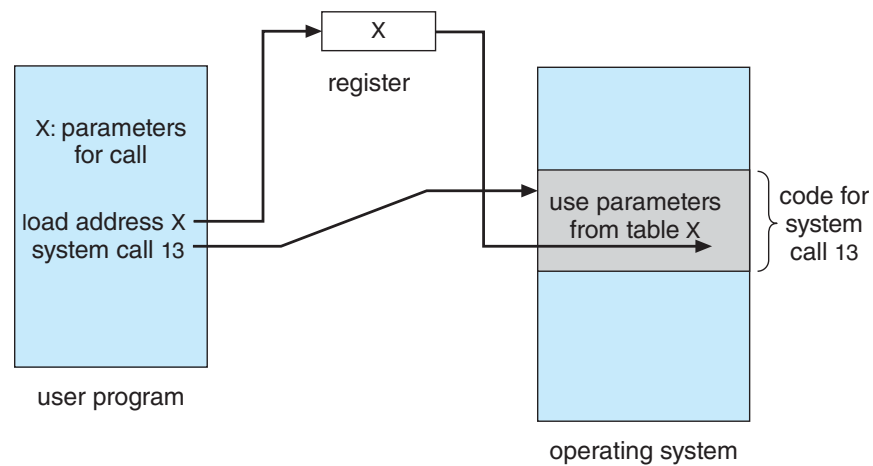 X
register
X: parameters
for call
load address X
system call 13
user program
use parameters
from table X
code for
system
call 13
operating system